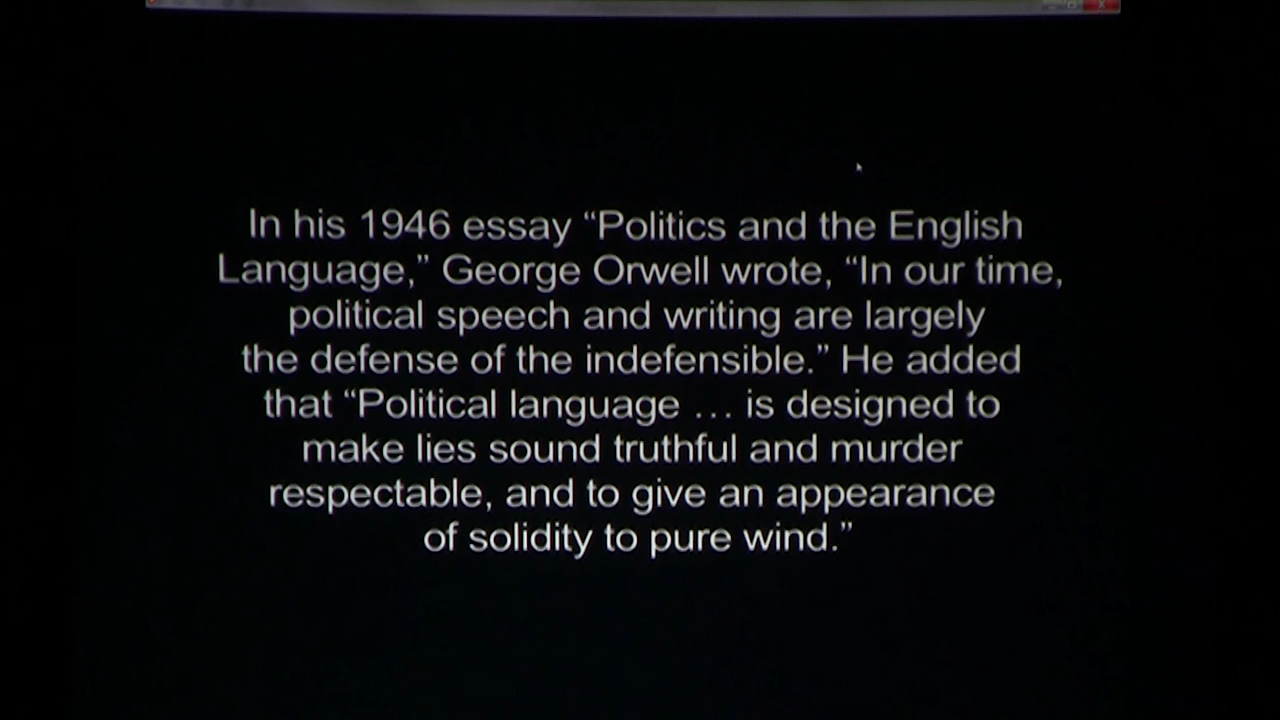 In his 1946 essay “Politics and the English
Language,” George Orwell wrote, “In our time,
political speech and writing are largely
the defense of the indefensible.” He added
that “Political language … is designed to
make lies sound truthful and murder
respectable, and to give an appearance
of solidity to pure wind.”